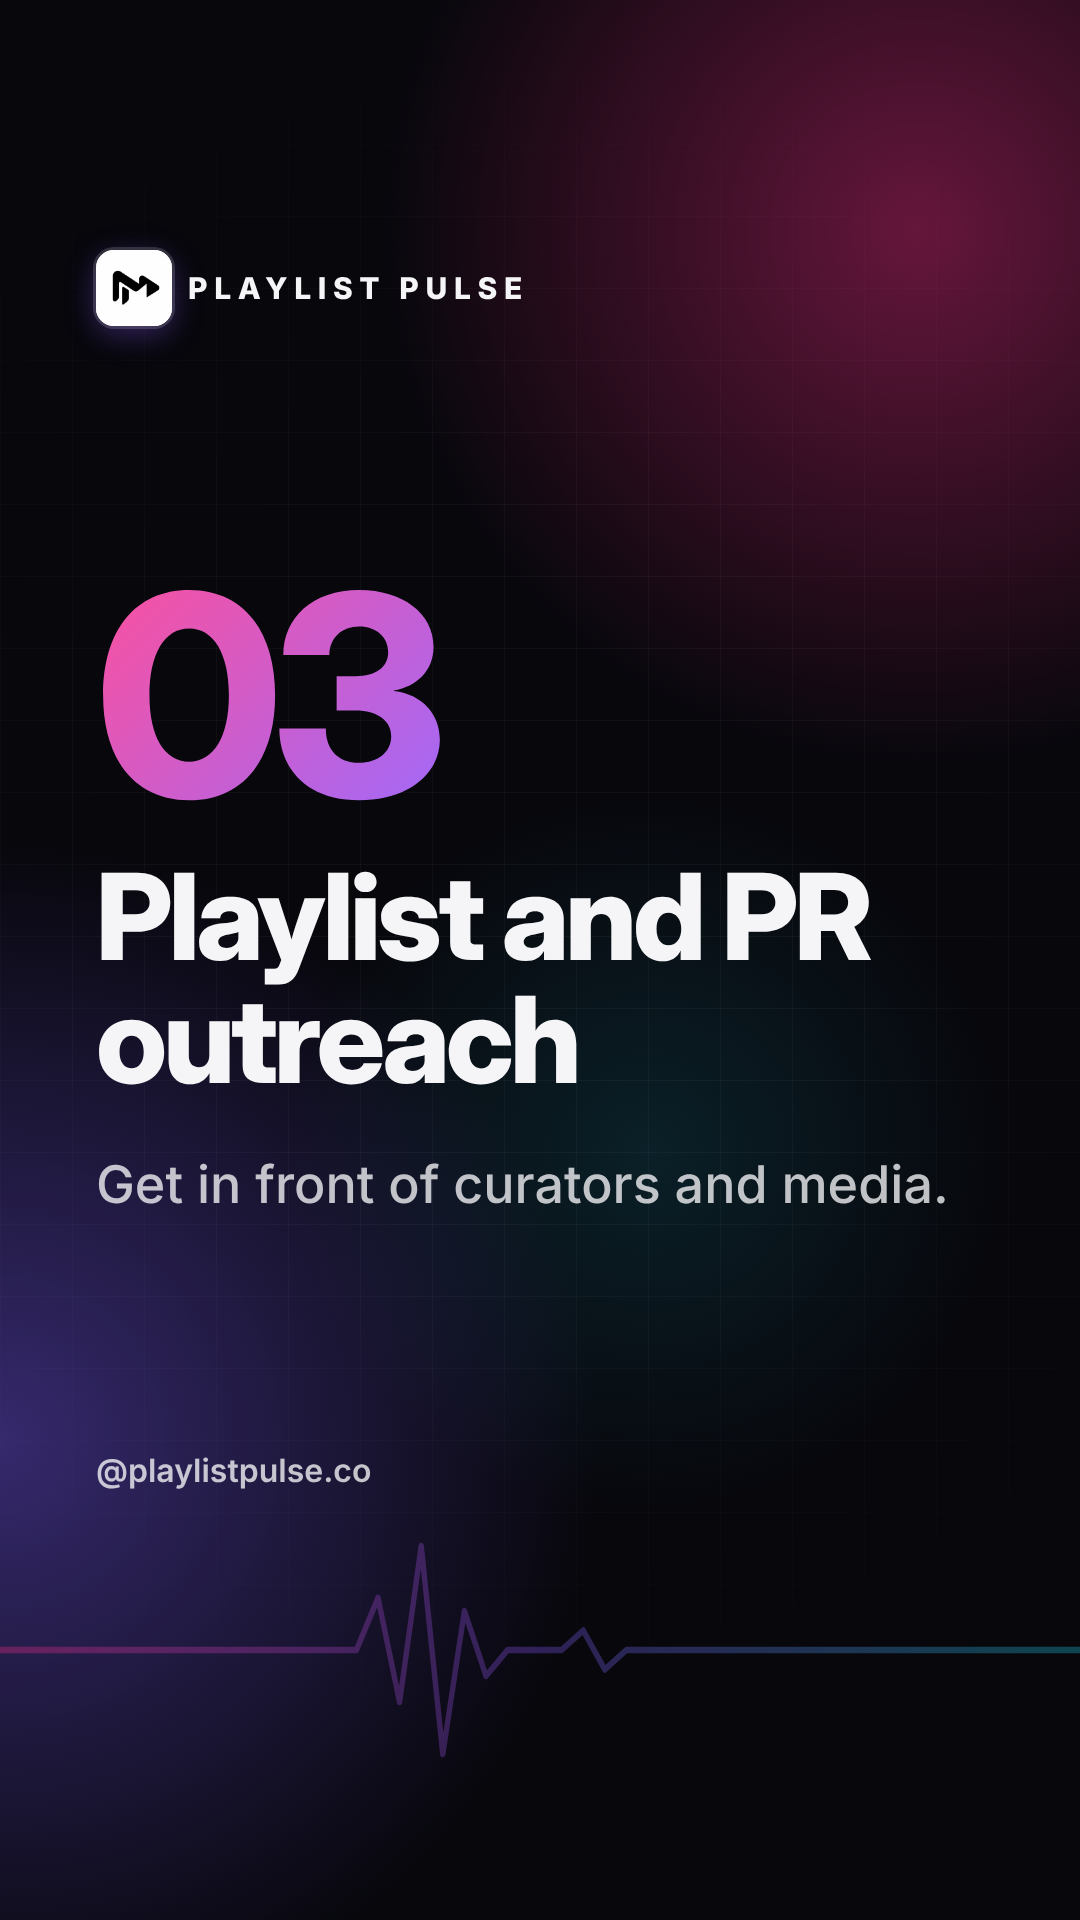 PLAYLIST PULSE
03
Playlist and PR
outreach
Get in front of curators and media.
@playlistpulse.co